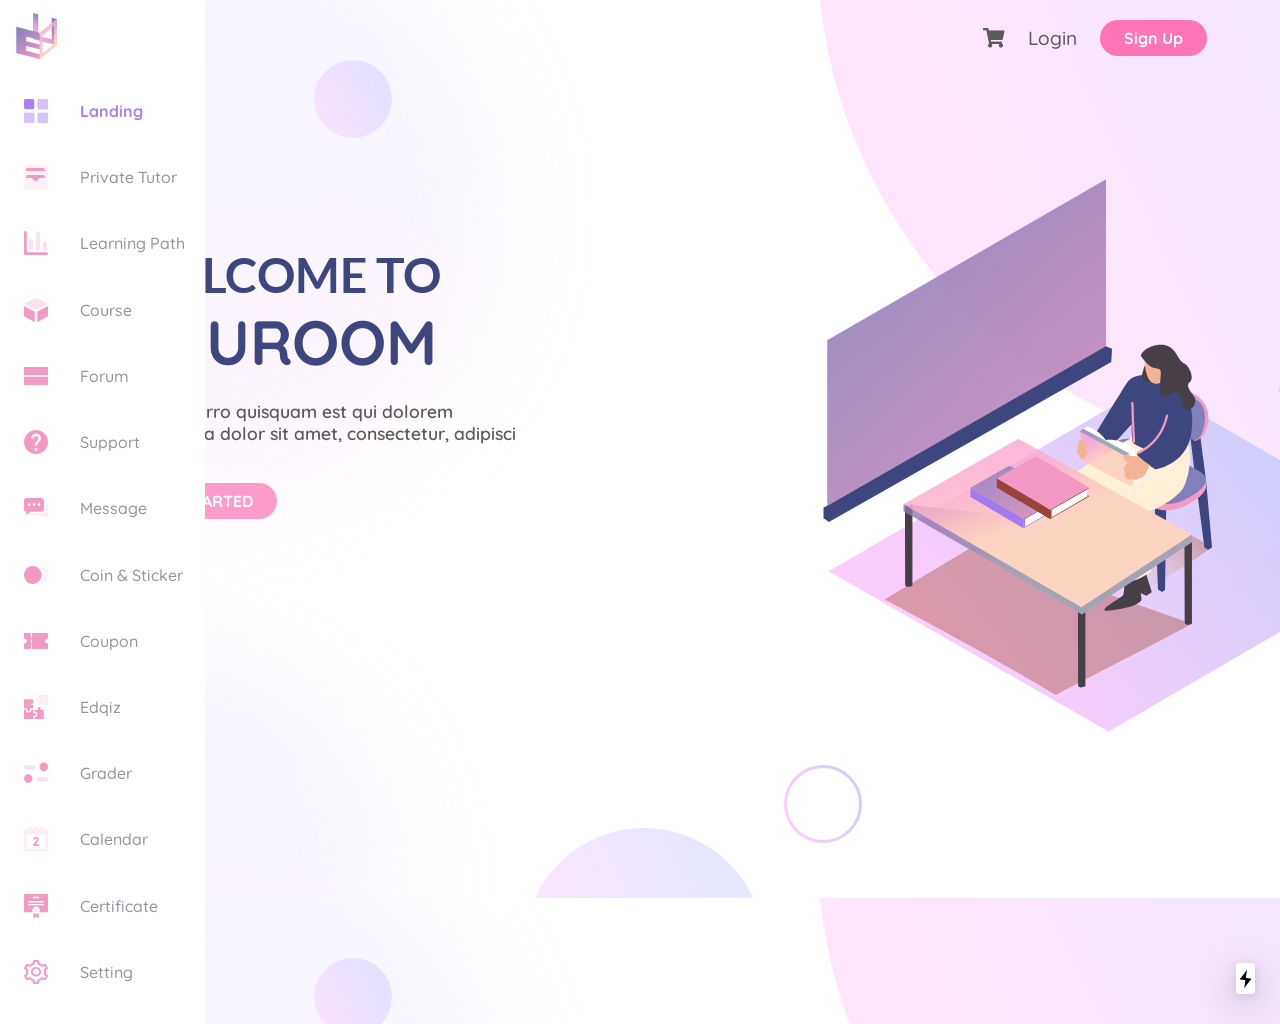 Login
Sign Up
Landing
Private Tutor
Learning Path
Course
Forum
Support
Message
Coin & Sticker
Coupon
Edqiz
Grader
Calendar
2
Certificate
Setting
LCOME TO
UROOM
rro quisquam est qui dolorem
a dolor sit amet, consectetur, adipisci
ARTED